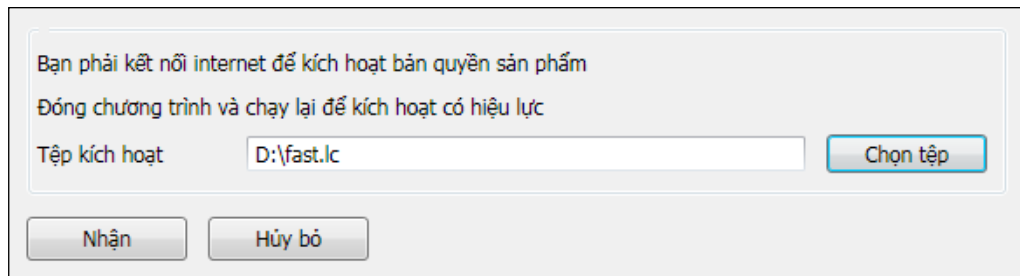 Bạn phải kết nối internet để kích hoạt bản quyền sản phẩm
Đóng chương trình và chạy lại để kích hoạt có hiệu lực
Tệp kích hoạt D:\fast.lc Chọn tệp
Nhận Hủy bỏ